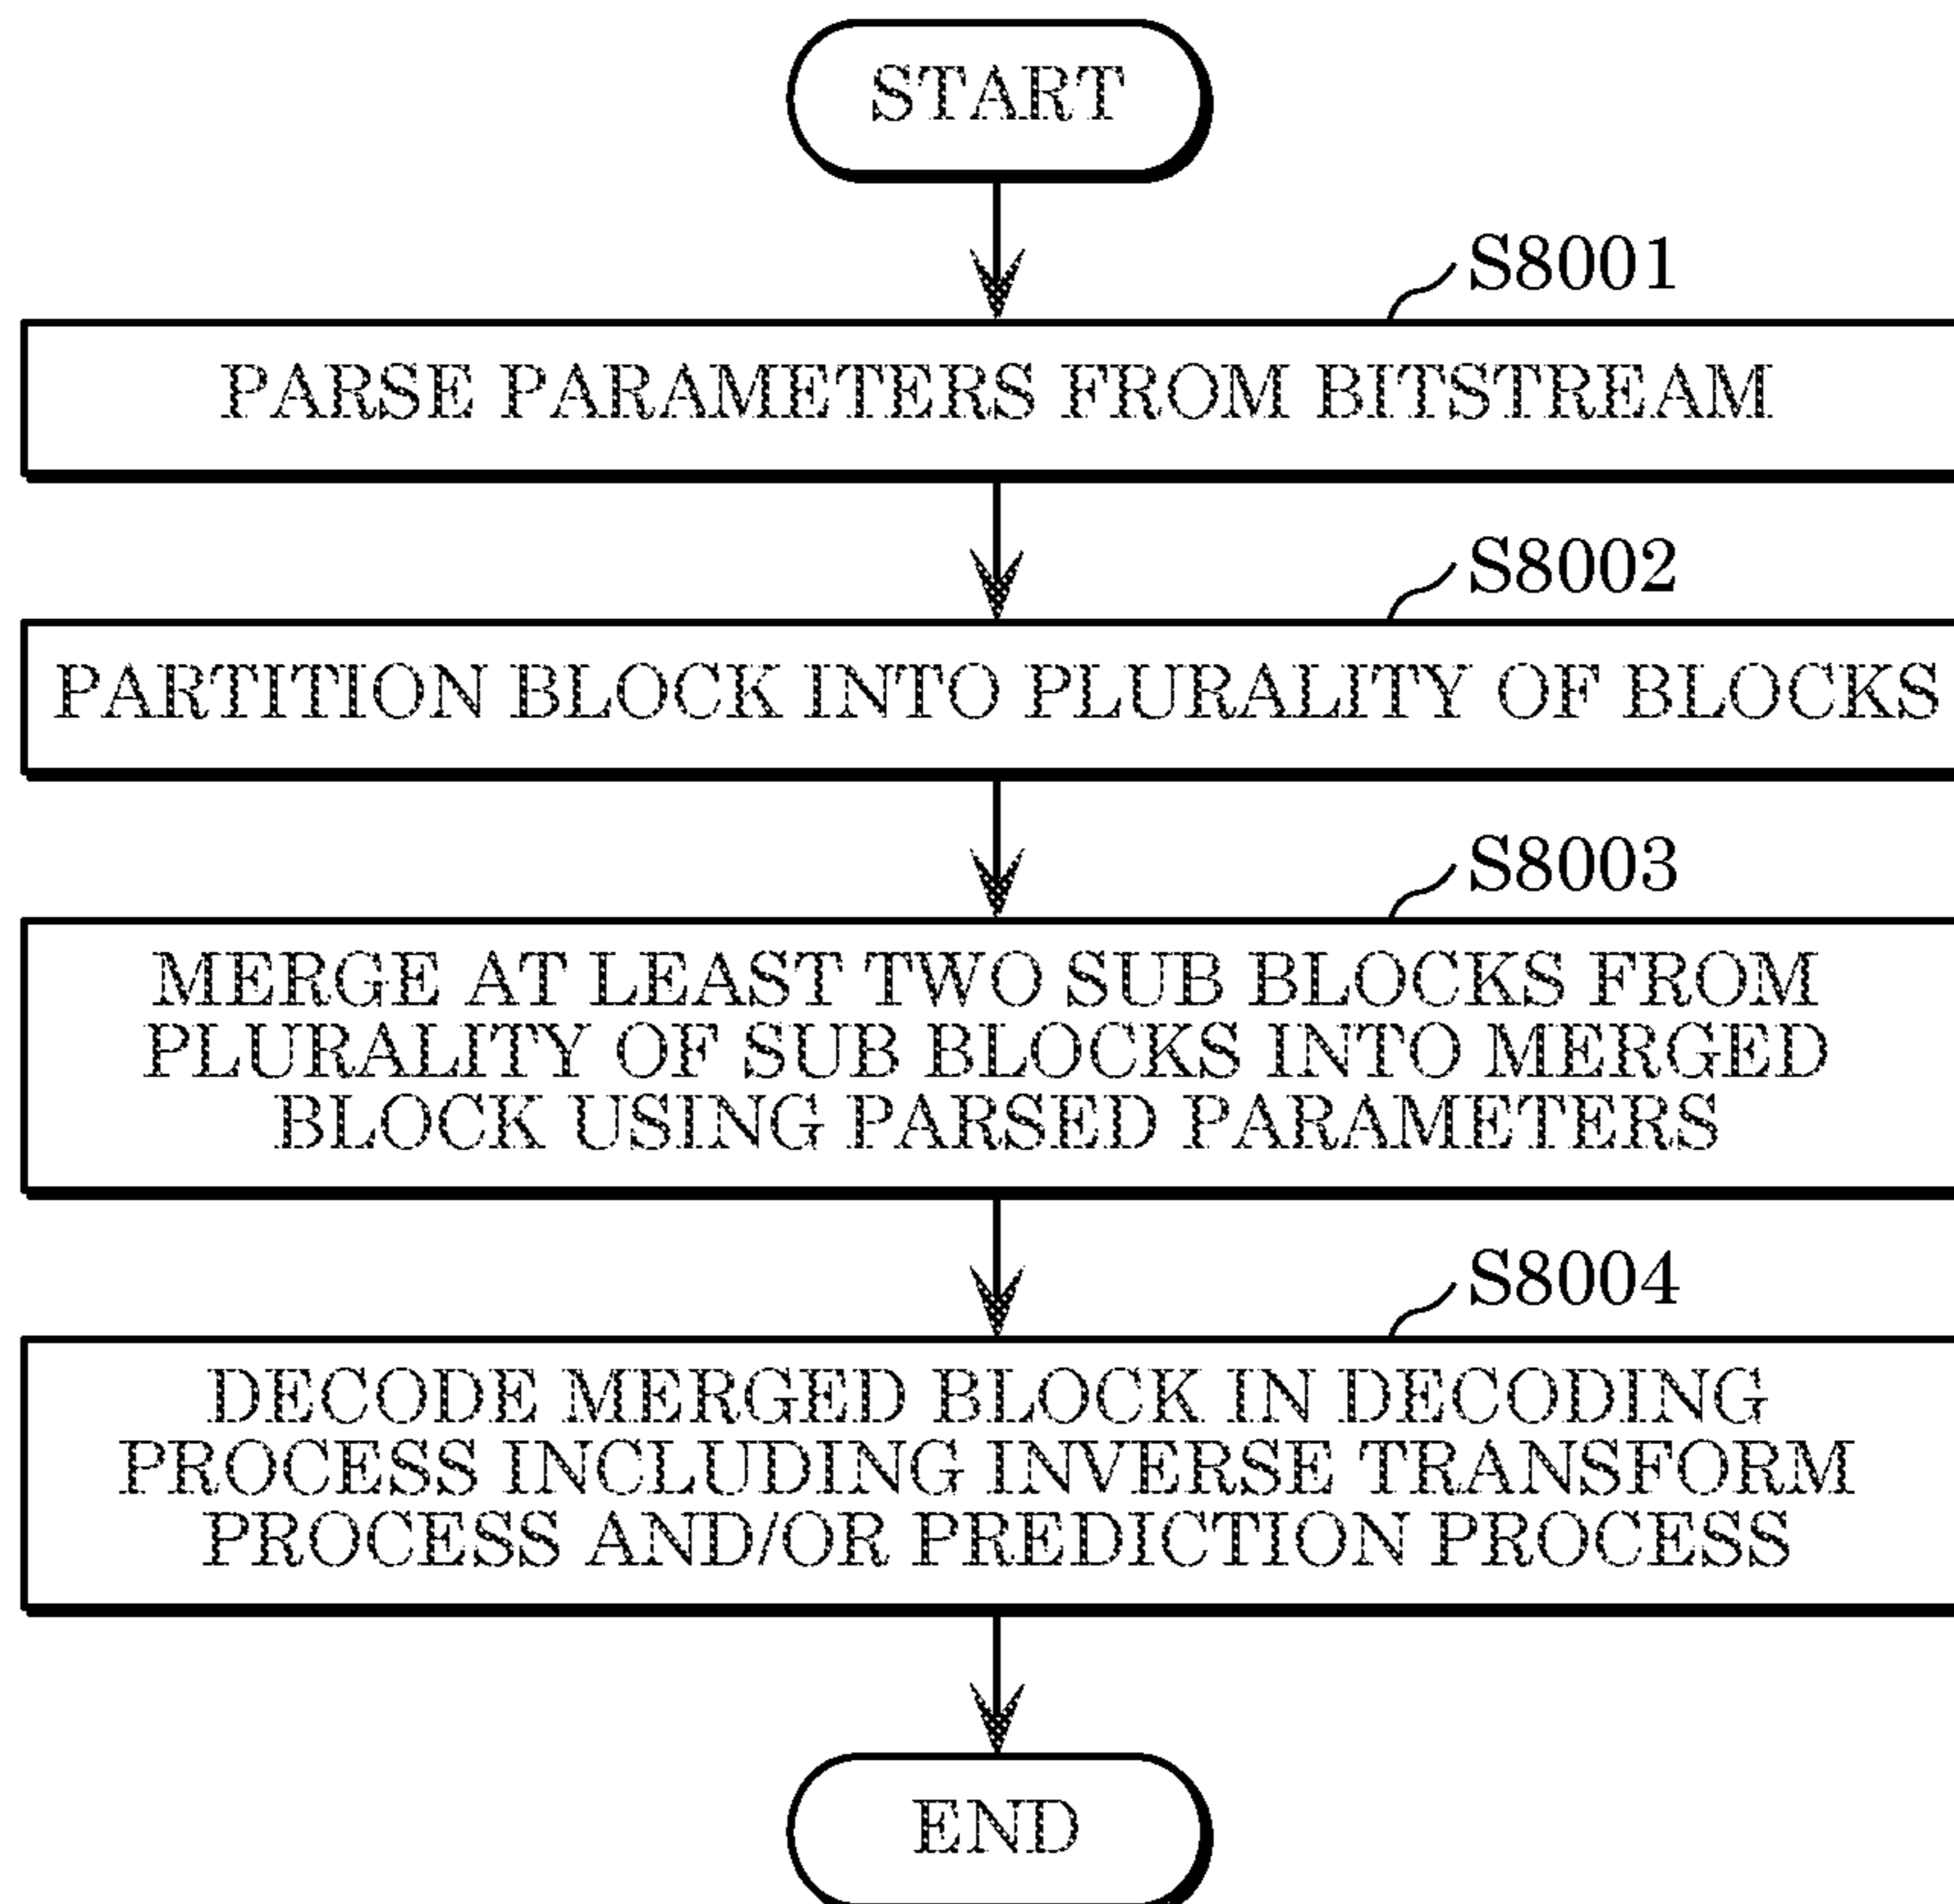 START
S8001
PARSE PARAMETERS FROM BITSTREAM
S8002
PARTITION BLOCK INTO PLURALITY OF BLOCKS
S8003
MERGE AT LEAST TWO SUB BLOCKS FROM
PLURALITY OF SUB BLOCKS INTO MERGED
BLOCK USING PARSED PARAMETERS
S8004
DECODE MERGED BLOCK IN DECODING
PROCESS INCLUDING INVERSE TRANSFORM
PROCESS AND/OR PREDICTION PROCESS
END